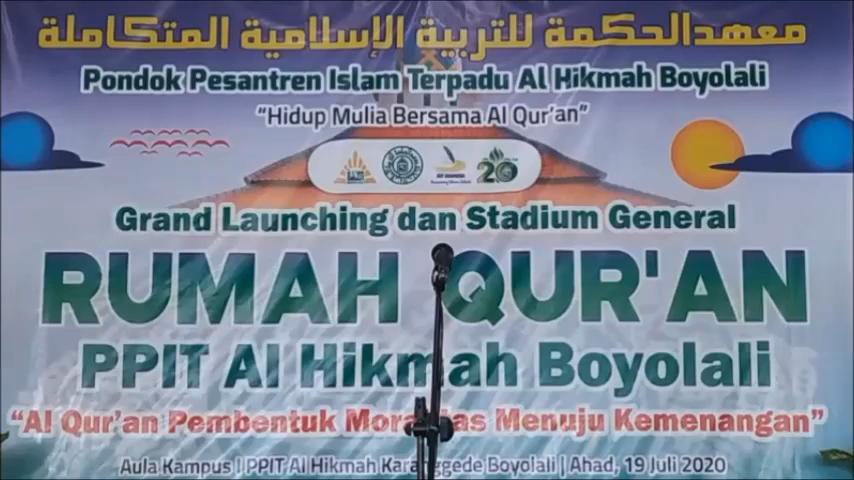 معهد الحكمة للتربية الإسلامية المتكاملة
Pondok Pesantren Islam Terpadu Al Hikmah Boyolali
“Hidup Mulia Bersama Al Qur’an”
20
Grand Launching dan Stadium General
RUMAH QUR'AN
PPIT Al Hikmah Boyolali
“Al Qur’an Pembentuk Menuju Kemenangan”
Aula Kampus I PPIT Al Hikmah Karanggede Boyolali | Ahad, 19 Juli 2020